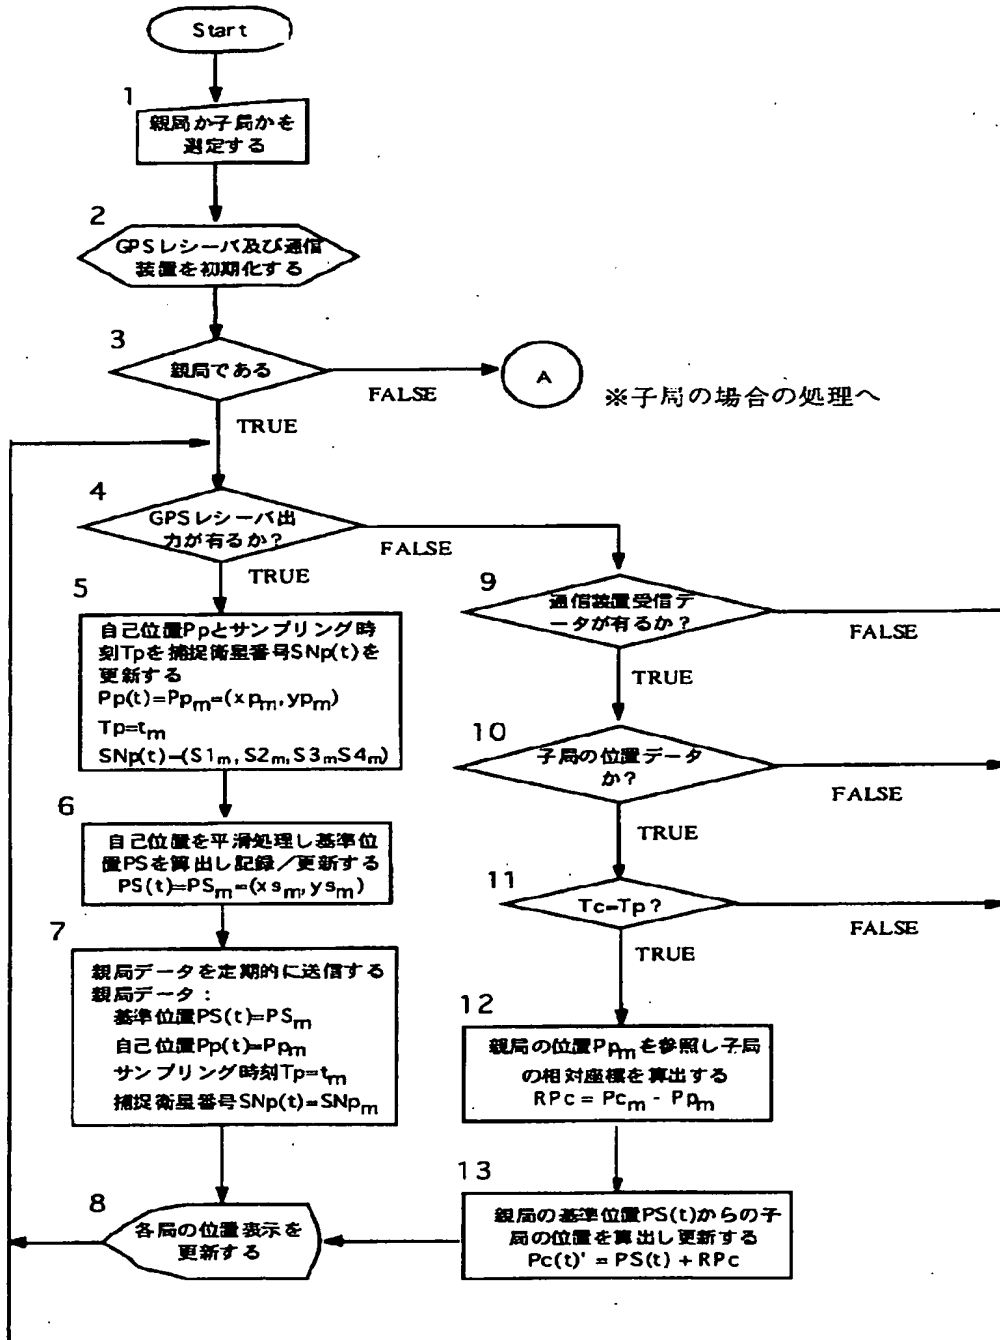 Start
1
親局か子局かを
選定する
2
GPSレシーバ及び通信
装置を初期化する
3
親局である
FALSE
A
※子局の場合の処理へ
TRUE
4
GPSレシーバ出
力が有るか?
FALSE
TRUE
5
自己位置Ppとサンプリング時
刻Tpを捕捉衛星番号SNp(t)を
更新する
Pp(t)=Ppm=(xpm,ypm)
Tp=tm
SNp(t)=(S1m,S2m,S3mS4m)
6
自己位置を平滑処理し基準位
置PSを算出し記録/更新する
PS(t)=PSm=(xsm,ysm)
7
親局データを定期的に送信する
親局データ:
基準位置PS(t)=PSm
自己位置Pp(t)=Ppm
サンプリング時刻Tp=tm
捕捉衛星番号SNp(t)=SNpm
8
各局の位置表示を
更新する
9
通信装置受信デ
ータが有るか?
FALSE
TRUE
10
子局の位置データ
か?
FALSE
TRUE
11
Tc=Tp?
FALSE
TRUE
12
親局の位置Ppmを参照し子局
の相対座標を算出する
RPc = Pcm - Ppm
13
親局の基準位置PS(t)からの子
局の位置を算出し更新する
Pc(t)' = PS(t) + RPc